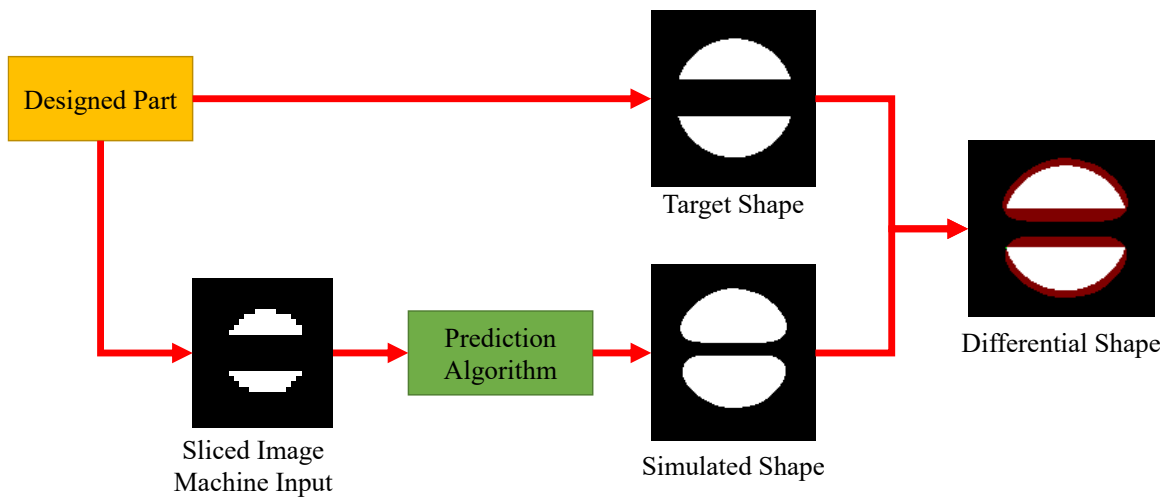 Designed Part
Target Shape
Prediction
Algorithm
Differential Shape
Sliced Image
Machine Input
Simulated Shape